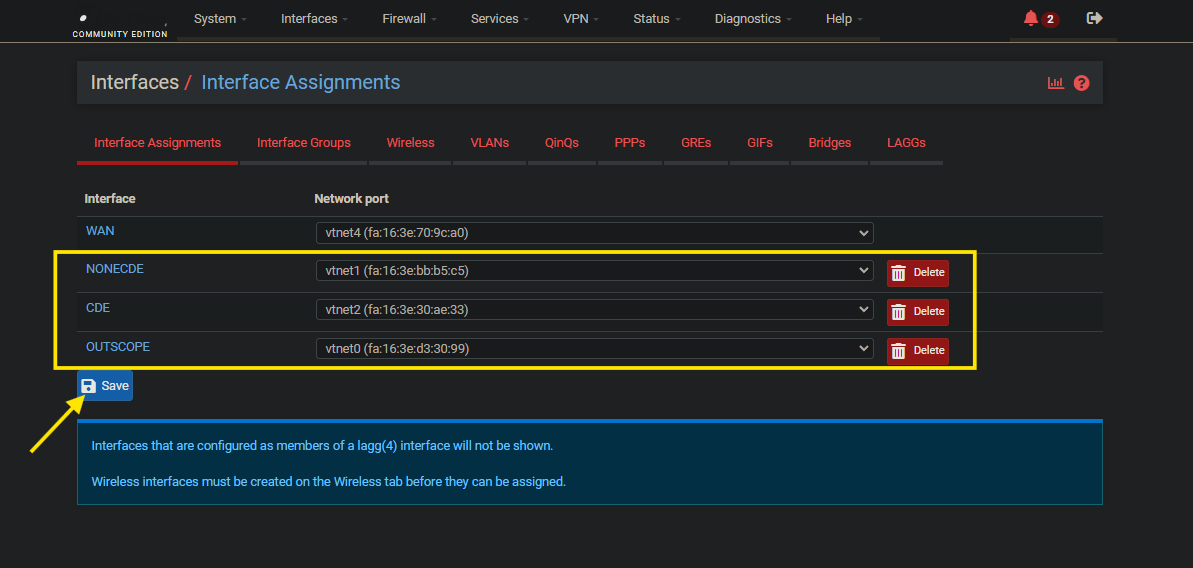 COMMUNITY EDITION
System Interfaces Firewall Services VPN Status Diagnostics Help 2
Interfaces / Interface Assignments
Interface Assignments Interface Groups Wireless VLANs QinQs PPPs GREs GIFs Bridges LAGGs
Interface Network port
WAN vtnet4 (fa:16:3e:70:9c:a0)
NONECDE vtnet1 (fa:16:3e:bb:b5:c5) Delete
CDE vtnet2 (fa:16:3e:30:ae:33) Delete
OUTSCOPE vtnet0 (fa:16:3e:d3:30:99) Delete
Save
Interfaces that are configured as members of a lagg(4) interface will not be shown.
Wireless interfaces must be created on the Wireless tab before they can be assigned.